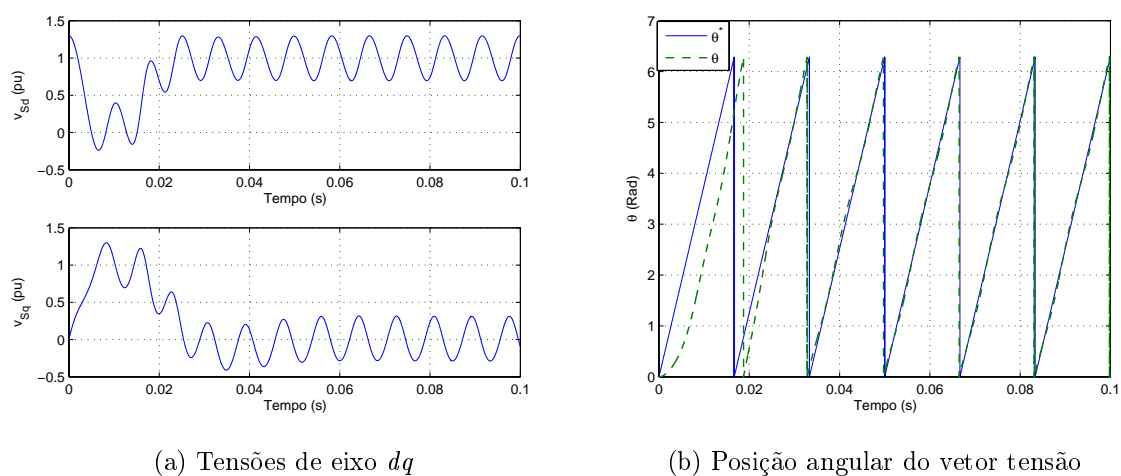 1.5
1
0.5
0
−0.5
v_Sd (pu)
0 0.02 0.04 0.06 0.08 0.1
Tempo (s)
1.5
1
0.5
0
−0.5
v_Sq (pu)
0 0.02 0.04 0.06 0.08 0.1
Tempo (s)
(a) Tensões de eixo dq
7
6
5
4
3
2
1
0
θ (Rad)
θ*
θ
0 0.02 0.04 0.06 0.08 0.1
Tempo (s)
(b) Posição angular do vetor tensão